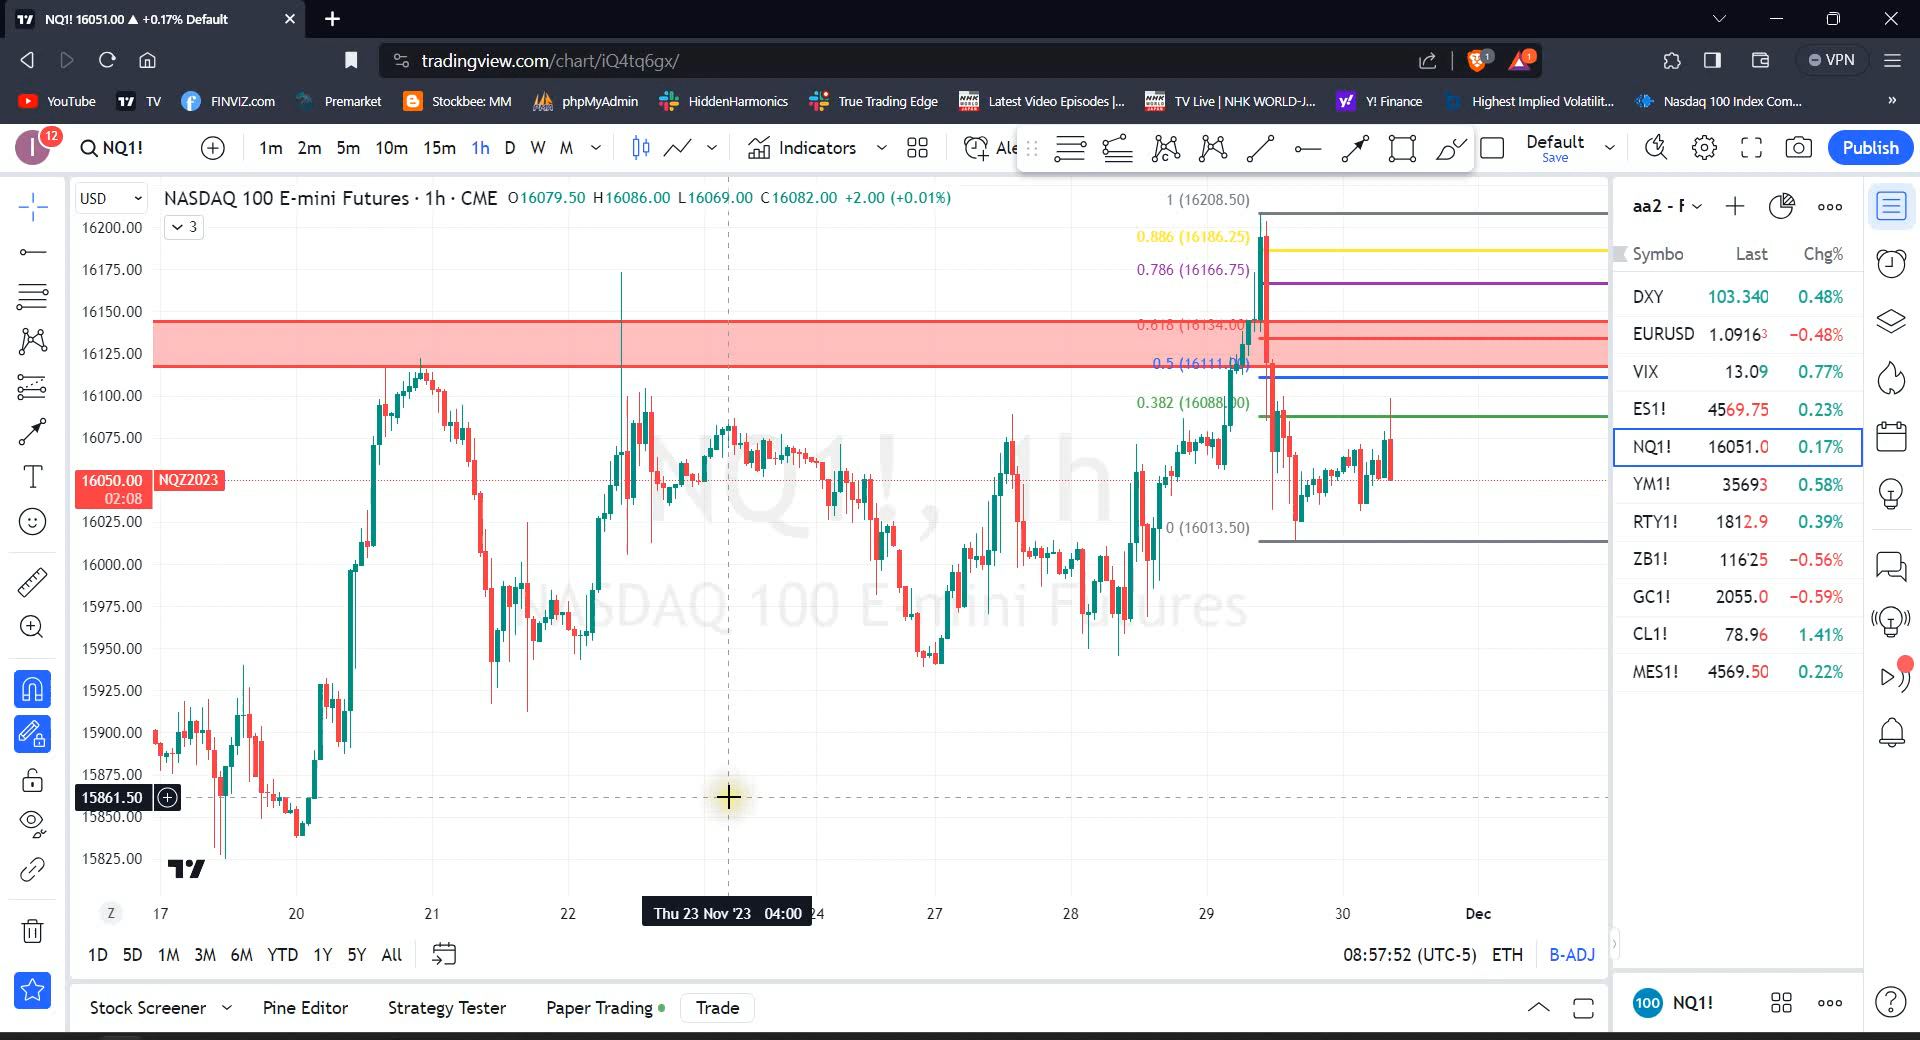 NQ1! 16051.00 ▲ +0.17% Default
tradingview.com/chart/iQ4tq6gx/
1
1
VPN
YouTube
TV
FINVIZ.com
Premarket
Stockbee: MM
phpMyAdmin
HiddenHarmonics
True Trading Edge
Latest Video Episodes |...
TV Live | NHK WORLD-J...
Y! Finance
Highest Implied Volatilit...
Nasdaq 100 Index Com...
»
I
12
NQ1!
1m 2m 5m 10m 15m 1h D W M
Indicators
Ale
Default
Save
Publish
USD
NASDAQ 100 E-mini Futures · 1h · CME O16079.50 H16086.00 L16069.00 C16082.00 +2.00 (+0.01%)
3
16200.00
16175.00
16150.00
16125.00
16100.00
16075.00
16050.00
02:08
NQZ2023
16025.00
16000.00
15975.00
15950.00
15925.00
15900.00
15875.00
15861.50
15850.00
15825.00
1 (16208.50)
0.886 (16186.25)
0.786 (16166.75)
0.618 (16134.00)
0.5 (16111.00)
0.382 (16088.00)
0 (16013.50)
NQ1!, 1h
NASDAQ 100 E-mini Futures
Z
17 20 21 22 Thu 23 Nov '23 04:00 24 27 28 29 30 Dec
1D 5D 1M 3M 6M YTD 1Y 5Y All
08:57:52 (UTC-5) ETH B-ADJ
Stock Screener Pine Editor Strategy Tester Paper Trading Trade
aa2 - F
Symbo Last Chg%
DXY 103.340 0.48%
EURUSD 1.09163 −0.48%
VIX 13.09 0.77%
ES1! 4569.75 0.23%
NQ1! 16051.0 0.17%
YM1! 35693 0.58%
RTY1! 1812.9 0.39%
ZB1! 116'25 −0.56%
GC1! 2055.0 −0.59%
CL1! 78.96 1.41%
MES1! 4569.50 0.22%
100 NQ1!